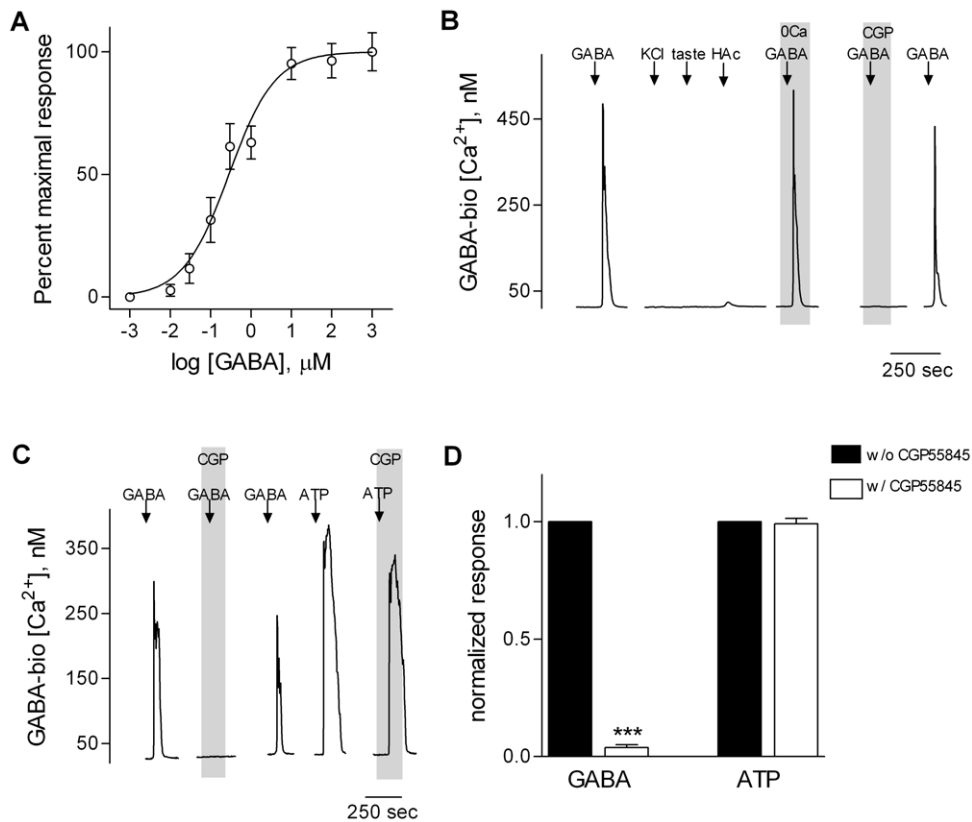 A
Percent maximal response
100
50
0
-3 -2 -1 0 1 2 3
log [GABA], μM
B
0Ca CGP
GABA KCl taste HAc GABA GABA GABA
GABA-bio [Ca²⁺], nM
450
250
50
250 sec
C
CGP CGP
GABA GABA GABA ATP ATP
GABA-bio [Ca²⁺], nM
350
250
150
50
250 sec
D
w/o CGP55845
w/ CGP55845
normalized response
1.0
0.5
0.0
***
GABA ATP